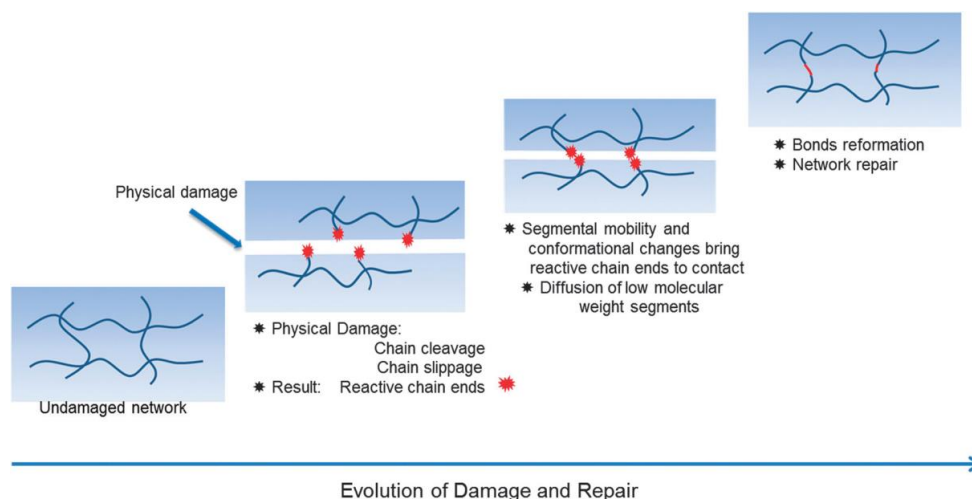 Undamaged network
Physical damage
✷ Physical Damage:
Chain cleavage
Chain slippage
✷ Result: Reactive chain ends
✷ Segmental mobility and
conformational changes bring
reactive chain ends to contact
✷ Diffusion of low molecular
weight segments
✷ Bonds reformation
✷ Network repair
Evolution of Damage and Repair